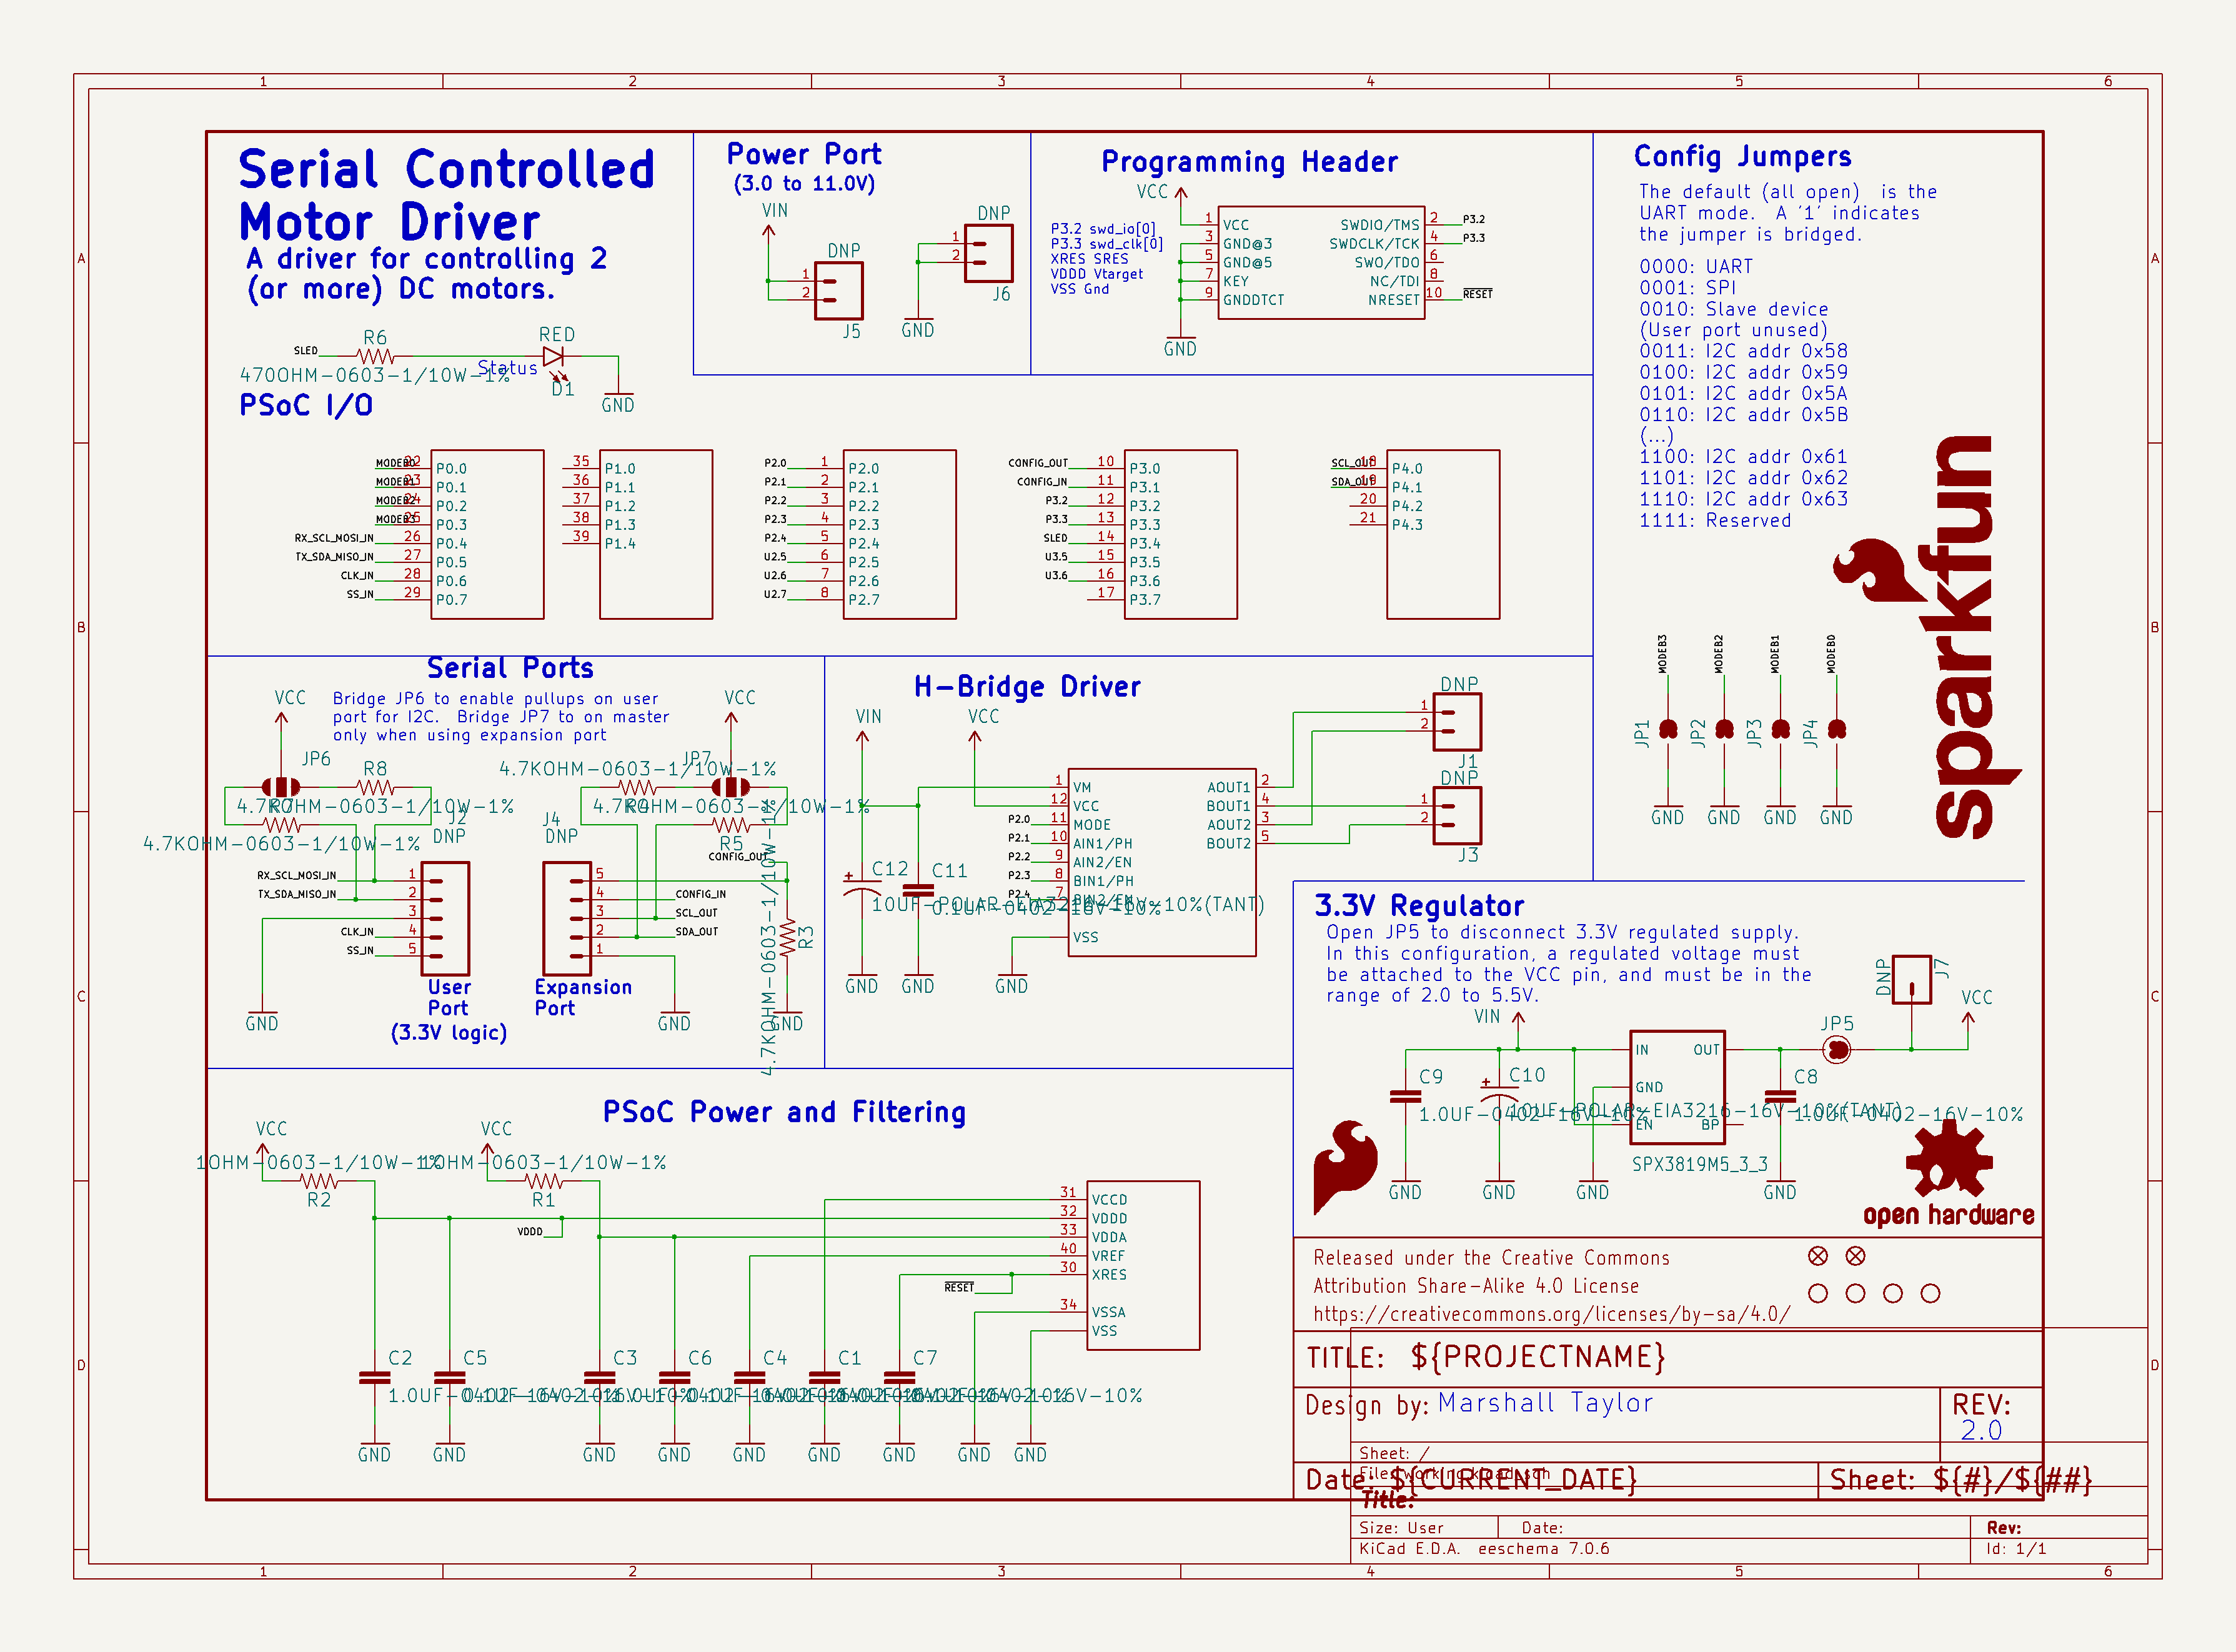 1 2 3 4 5 6
A
B
C
D
Serial Controlled
Motor Driver
A driver for controlling 2
(or more) DC motors.
SLED
R6
470OHM-0603-1/10W-1%
Status
RED
D1
GND
PSoC I/O
Power Port
(3.0 to 11.0V)
VIN
DNP
1
2
J5
DNP
1
2
J6
GND
Programming Header
VCC
P3.2 swd_io[0]
P3.3 swd_clk[0]
XRES SRES
VDDD Vtarget
VSS Gnd
1 VCC SWDIO/TMS 2 P3.2
3 GND@3 SWDCLK/TCK 4 P3.3
5 GND@5 SWO/TDO 6
7 KEY NC/TDI 8
9 GNDDTCT NRESET 10 RESET
GND
Config Jumpers
The default (all open)  is the
UART mode.  A '1' indicates
the jumper is bridged.
0000: UART
0001: SPI
0010: Slave device
(User port unused)
0011: I2C addr 0x58
0100: I2C addr 0x59
0101: I2C addr 0x5A
0110: I2C addr 0x5B
(...)
1100: I2C addr 0x61
1101: I2C addr 0x62
1110: I2C addr 0x63
1111: Reserved
sparkfun
MODEB3 MODEB2 MODEB1 MODEB0
JP1 JP2 JP3 JP4
GND GND GND GND
MODEB0 22 P0.0
MODEB1 23 P0.1
MODEB2 24 P0.2
MODEB3 25 P0.3
RX_SCL_MOSI_IN 26 P0.4
TX_SDA_MISO_IN 27 P0.5
CLK_IN 28 P0.6
SS_IN 29 P0.7
35 P1.0
36 P1.1
37 P1.2
38 P1.3
39 P1.4
P2.0 1 P2.0
P2.1 2 P2.1
P2.2 3 P2.2
P2.3 4 P2.3
P2.4 5 P2.4
U2.5 6 P2.5
U2.6 7 P2.6
U2.7 8 P2.7
CONFIG_OUT 10 P3.0
CONFIG_IN 11 P3.1
P3.2 12 P3.2
P3.3 13 P3.3
SLED 14 P3.4
U3.5 15 P3.5
U3.6 16 P3.6
17 P3.7
SCL_OUT 18 P4.0
SDA_OUT 19 P4.1
20 P4.2
21 P4.3
Serial Ports
Bridge JP6 to enable pullups on user
port for I2C.  Bridge JP7 to on master
only when using expansion port
VCC
JP6
R8
4.7KOHM-0603-1/10W-1%
R7
4.7KOHM-0603-1/10W-1%
J2
DNP
RX_SCL_MOSI_IN 1
TX_SDA_MISO_IN 2
3
CLK_IN 4
SS_IN 5
GND
User
Port
(3.3V logic)
VCC
JP7
4.7KOHM-0603-1/10W-1%
R4
4.7KOHM-0603-1/10W-1%
R5
J4
DNP
CONFIG_OUT
5
4 CONFIG_IN
3 SCL_OUT
2 SDA_OUT
1
R3
4.7KOHM-0603-1/10W-1%
GND
GND
Expansion
Port
H-Bridge Driver
VIN
VCC
C12
10UF-POLAR-EIA3216-16V-10%(TANT)
C11
0.1UF-0402-16V-10%
1 VM AOUT1 2
12 VCC BOUT1 4
P2.0 11 MODE AOUT2 3
P2.1 10 AIN1/PH BOUT2 5
P2.2 9 AIN2/EN
P2.3 8 BIN1/PH
P2.4 7 BIN2/EN
VSS
GND GND GND
DNP
1
2
J1
DNP
1
2
J3
3.3V Regulator
Open JP5 to disconnect 3.3V regulated supply.
In this configuration, a regulated voltage must
be attached to the VCC pin, and must be in the
range of 2.0 to 5.5V.
VIN
DNP
J7
VCC
JP5
C9
1.0UF-0402-16V-10%
C10
10UF-POLAR-EIA3216-16V-10%(TANT)
IN OUT
GND
EN BP
SPX3819M5_3_3
C8
1.0UF-0402-16V-10%
GND GND GND GND
open hardware
PSoC Power and Filtering
VCC VCC
1OHM-0603-1/10W-1%
R2
1OHM-0603-1/10W-1%
R1
VDDD
31 VCCD
32 VDDD
33 VDDA
40 VREF
30 XRES
RESET
34 VSSA
VSS
C2 C5 C3 C6 C4 C1 C7
GND GND GND GND GND GND GND GND GND
Released under the Creative Commons
Attribution Share-Alike 4.0 License
https://creativecommons.org/licenses/by-sa/4.0/
TITLE: ${PROJECTNAME}
Design by: Marshall Taylor
REV:
2.0
Date: ${CURRENT_DATE}
Sheet: ${#}/${##}
Sheet: /
File: working.kicad_sch
Title:
Size: User Date: Rev:
KiCad E.D.A.  eeschema 7.0.6 Id: 1/1
1 2 3 4 5 6
A
B
C
D